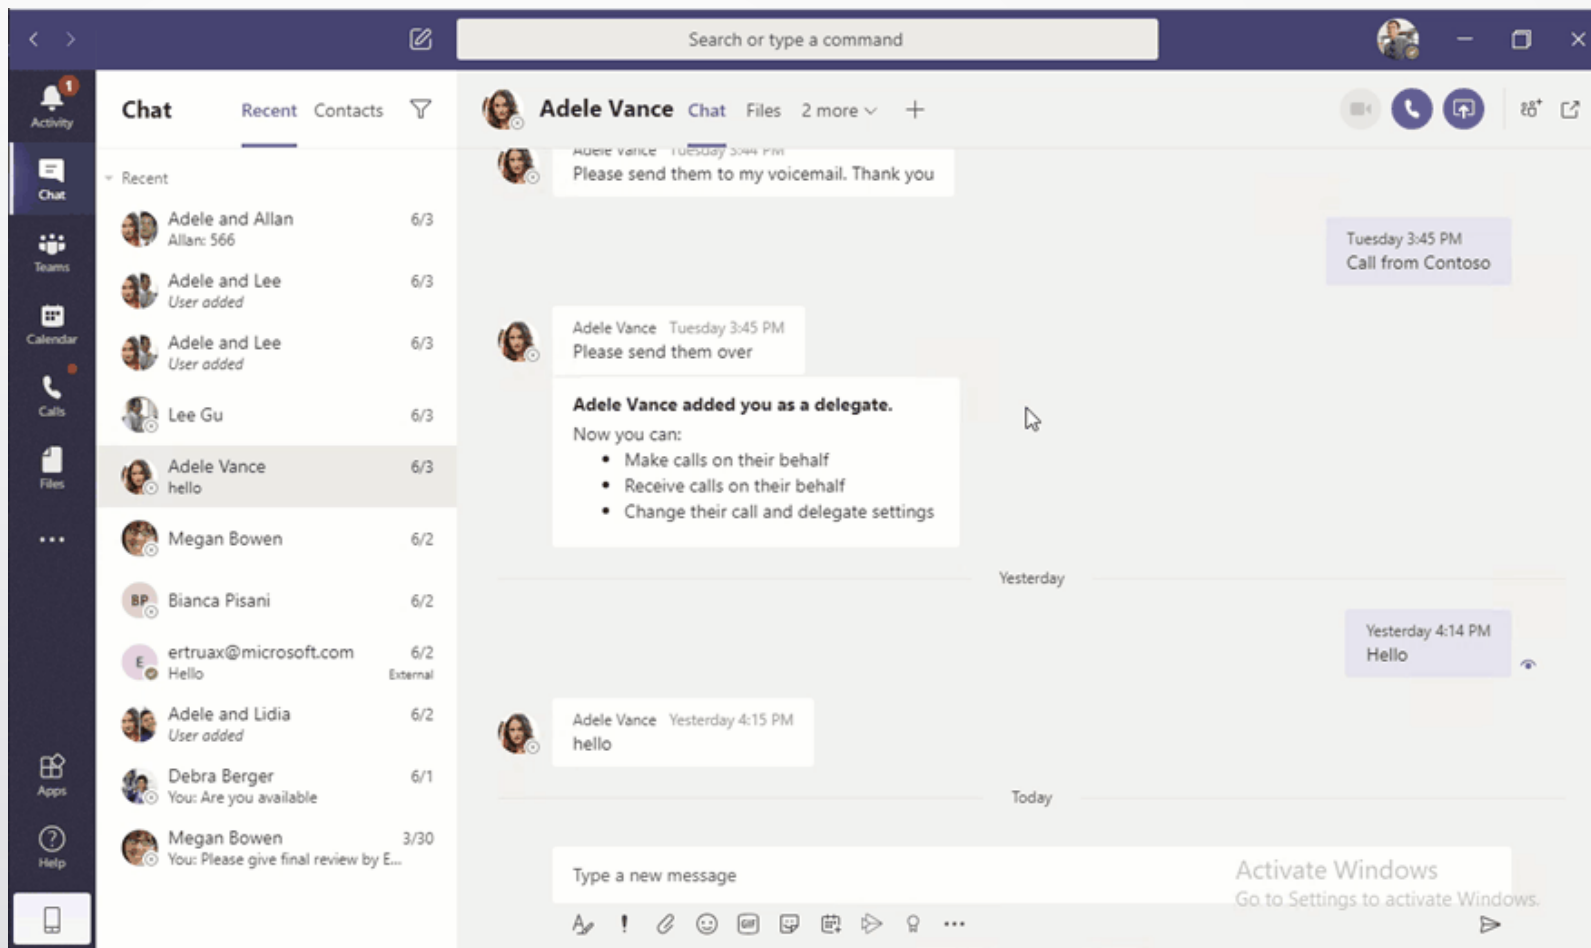 Search or type a command
1
Activity
Chat
Teams
Calendar
Calls
Files
Apps
Help
Chat Recent Contacts
Recent
Adele and Allan 6/3
Allan: 566
Adele and Lee 6/3
User added
Adele and Lee 6/3
User added
Lee Gu 6/3
Adele Vance 6/3
hello
Megan Bowen 6/2
BP Bianca Pisani 6/2
E ertruax@microsoft.com 6/2
Hello External
Adele and Lidia 6/2
User added
Debra Berger 6/1
You: Are you available
Megan Bowen 3/30
You: Please give final review by E...
Adele Vance Chat Files 2 more
Adele Vance Tuesday 3:44 PM
Please send them to my voicemail. Thank you
Tuesday 3:45 PM
Call from Contoso
Adele Vance Tuesday 3:45 PM
Please send them over
Adele Vance added you as a delegate.
Now you can:
• Make calls on their behalf
• Receive calls on their behalf
• Change their call and delegate settings
Yesterday
Yesterday 4:14 PM
Hello
Adele Vance Yesterday 4:15 PM
hello
Today
Type a new message
GIF
Activate Windows
Go to Settings to activate Windows.